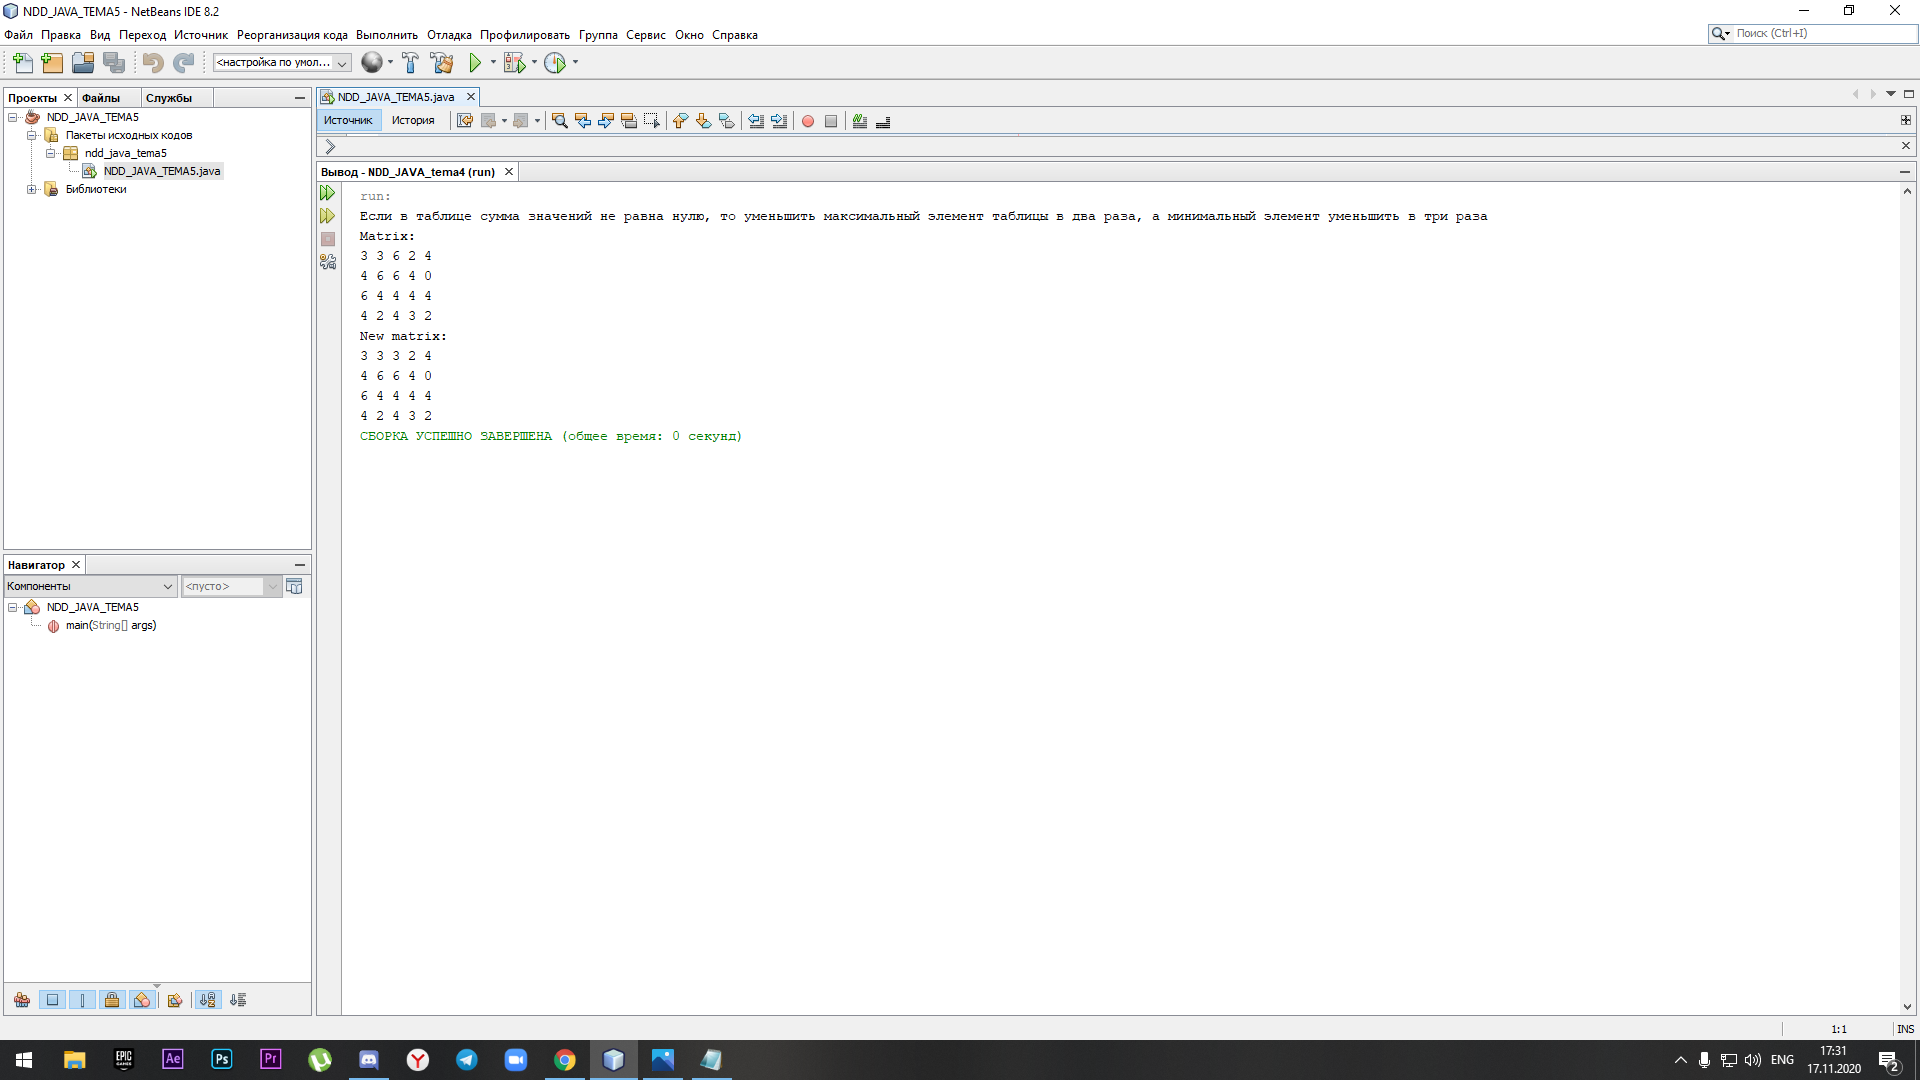 NDD_JAVA_TEMA5 - NetBeans IDE 8.2
Файл Правка Вид Переход Источник Реорганизация кода Выполнить Отладка Профилировать Группа Сервис Окно Справка
Поиск (Ctrl+I)
<настройка по умол...
Проекты Файлы Службы
NDD_JAVA_TEMA5
Пакеты исходных кодов
ndd_java_tema5
NDD_JAVA_TEMA5.java
Библиотеки
NDD_JAVA_TEMA5.java
Источник История
Вывод - NDD_JAVA_tema4 (run)
run:
Если в таблице сумма значений не равна нулю, то уменьшить максимальный элемент таблицы в два раза, а минимальный элемент уменьшить в три раза
Matrix:
3 3 6 2 4
4 6 6 4 0
6 4 4 4 4
4 2 4 3 2
New matrix:
3 3 3 2 4
4 6 6 4 0
6 4 4 4 4
4 2 4 3 2
СБОРКА УСПЕШНО ЗАВЕРШЕНА (общее время: 0 секунд)
Навигатор
Компоненты <пусто>
NDD_JAVA_TEMA5
main(String[] args)
1:1 INS
EPIC GAMES Ae Ps Pr
ENG
17:31
17.11.2020
2